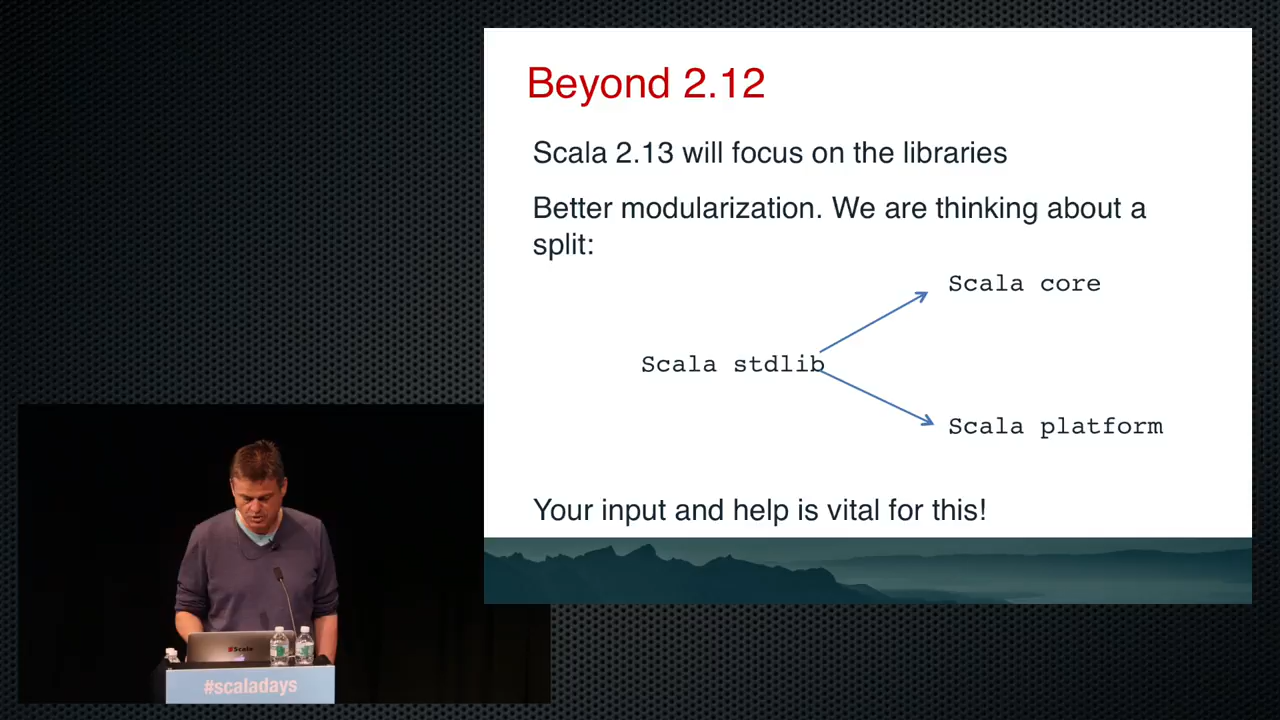 Beyond 2.12
Scala 2.13 will focus on the libraries
Better modularization. We are thinking about a
split:
Scala core
Scala stdlib
Scala platform
Your input and help is vital for this!
Scala
#scaladays